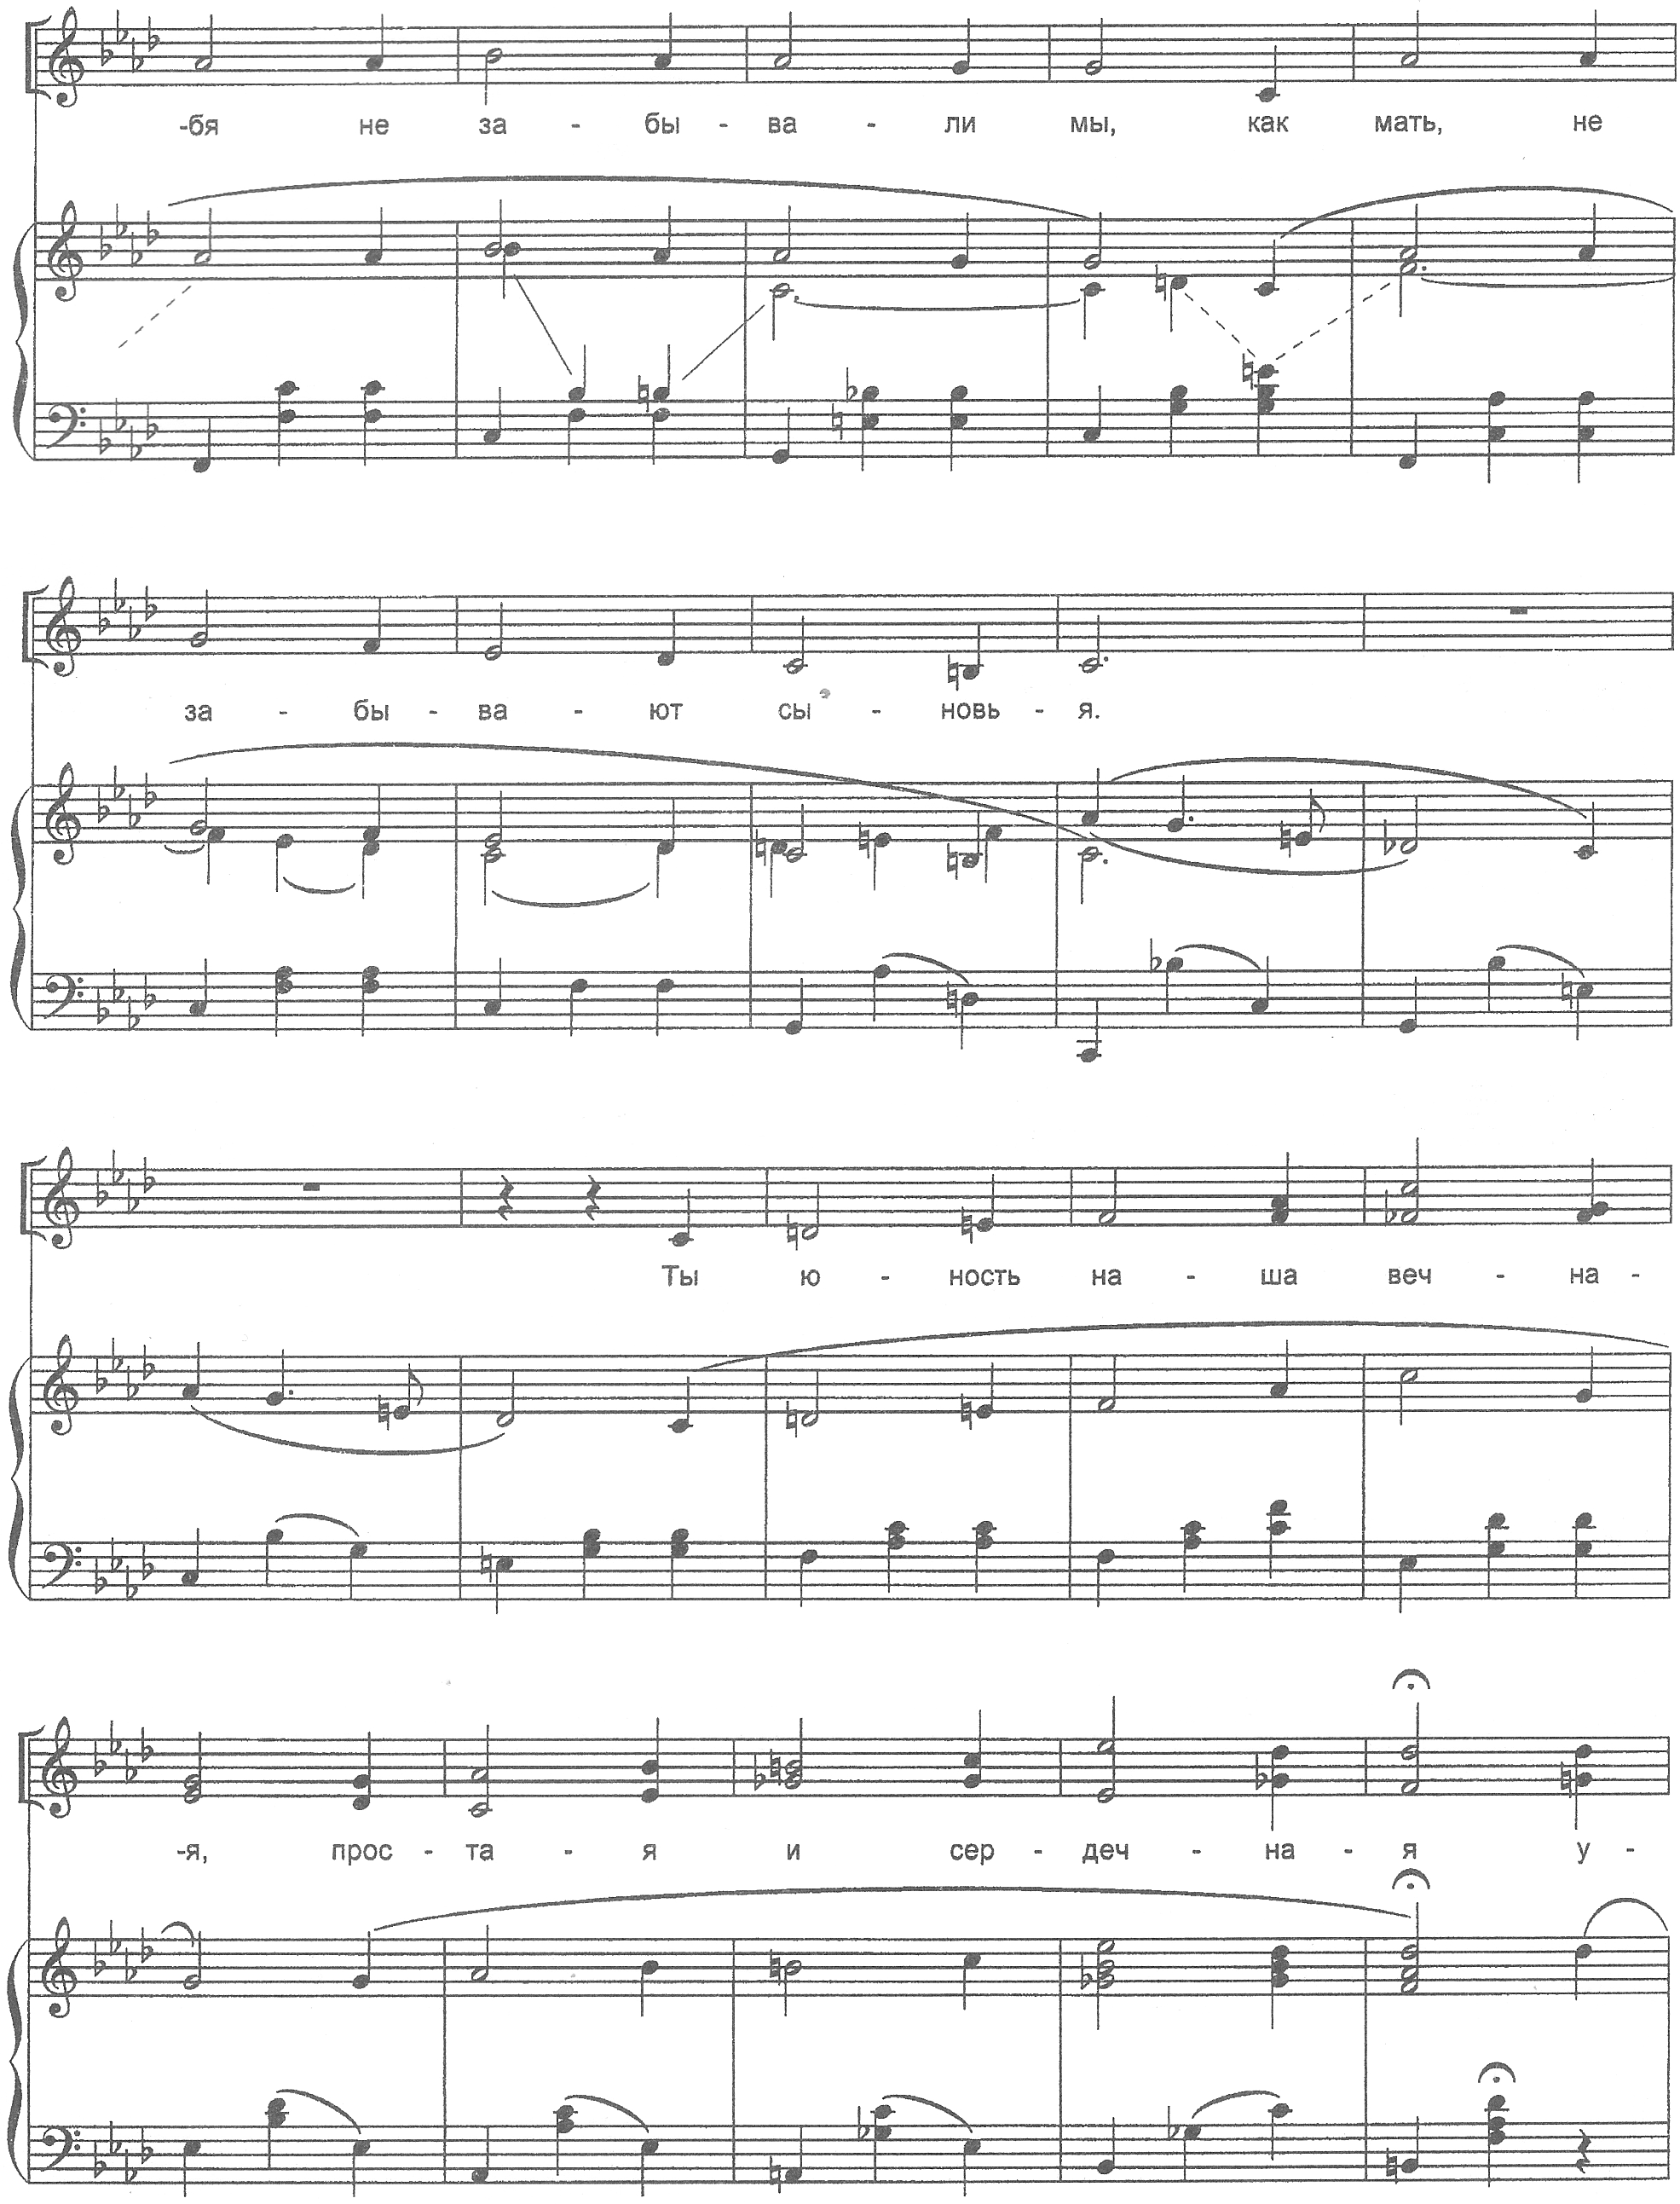 -бя не за - бы - ва - ли мы, как мать, не
за - бы - ва - ют сы - новь - я.
Ты ю - ность на - ша веч - на -
-я, прос - та - я и сер - деч - на - я у -